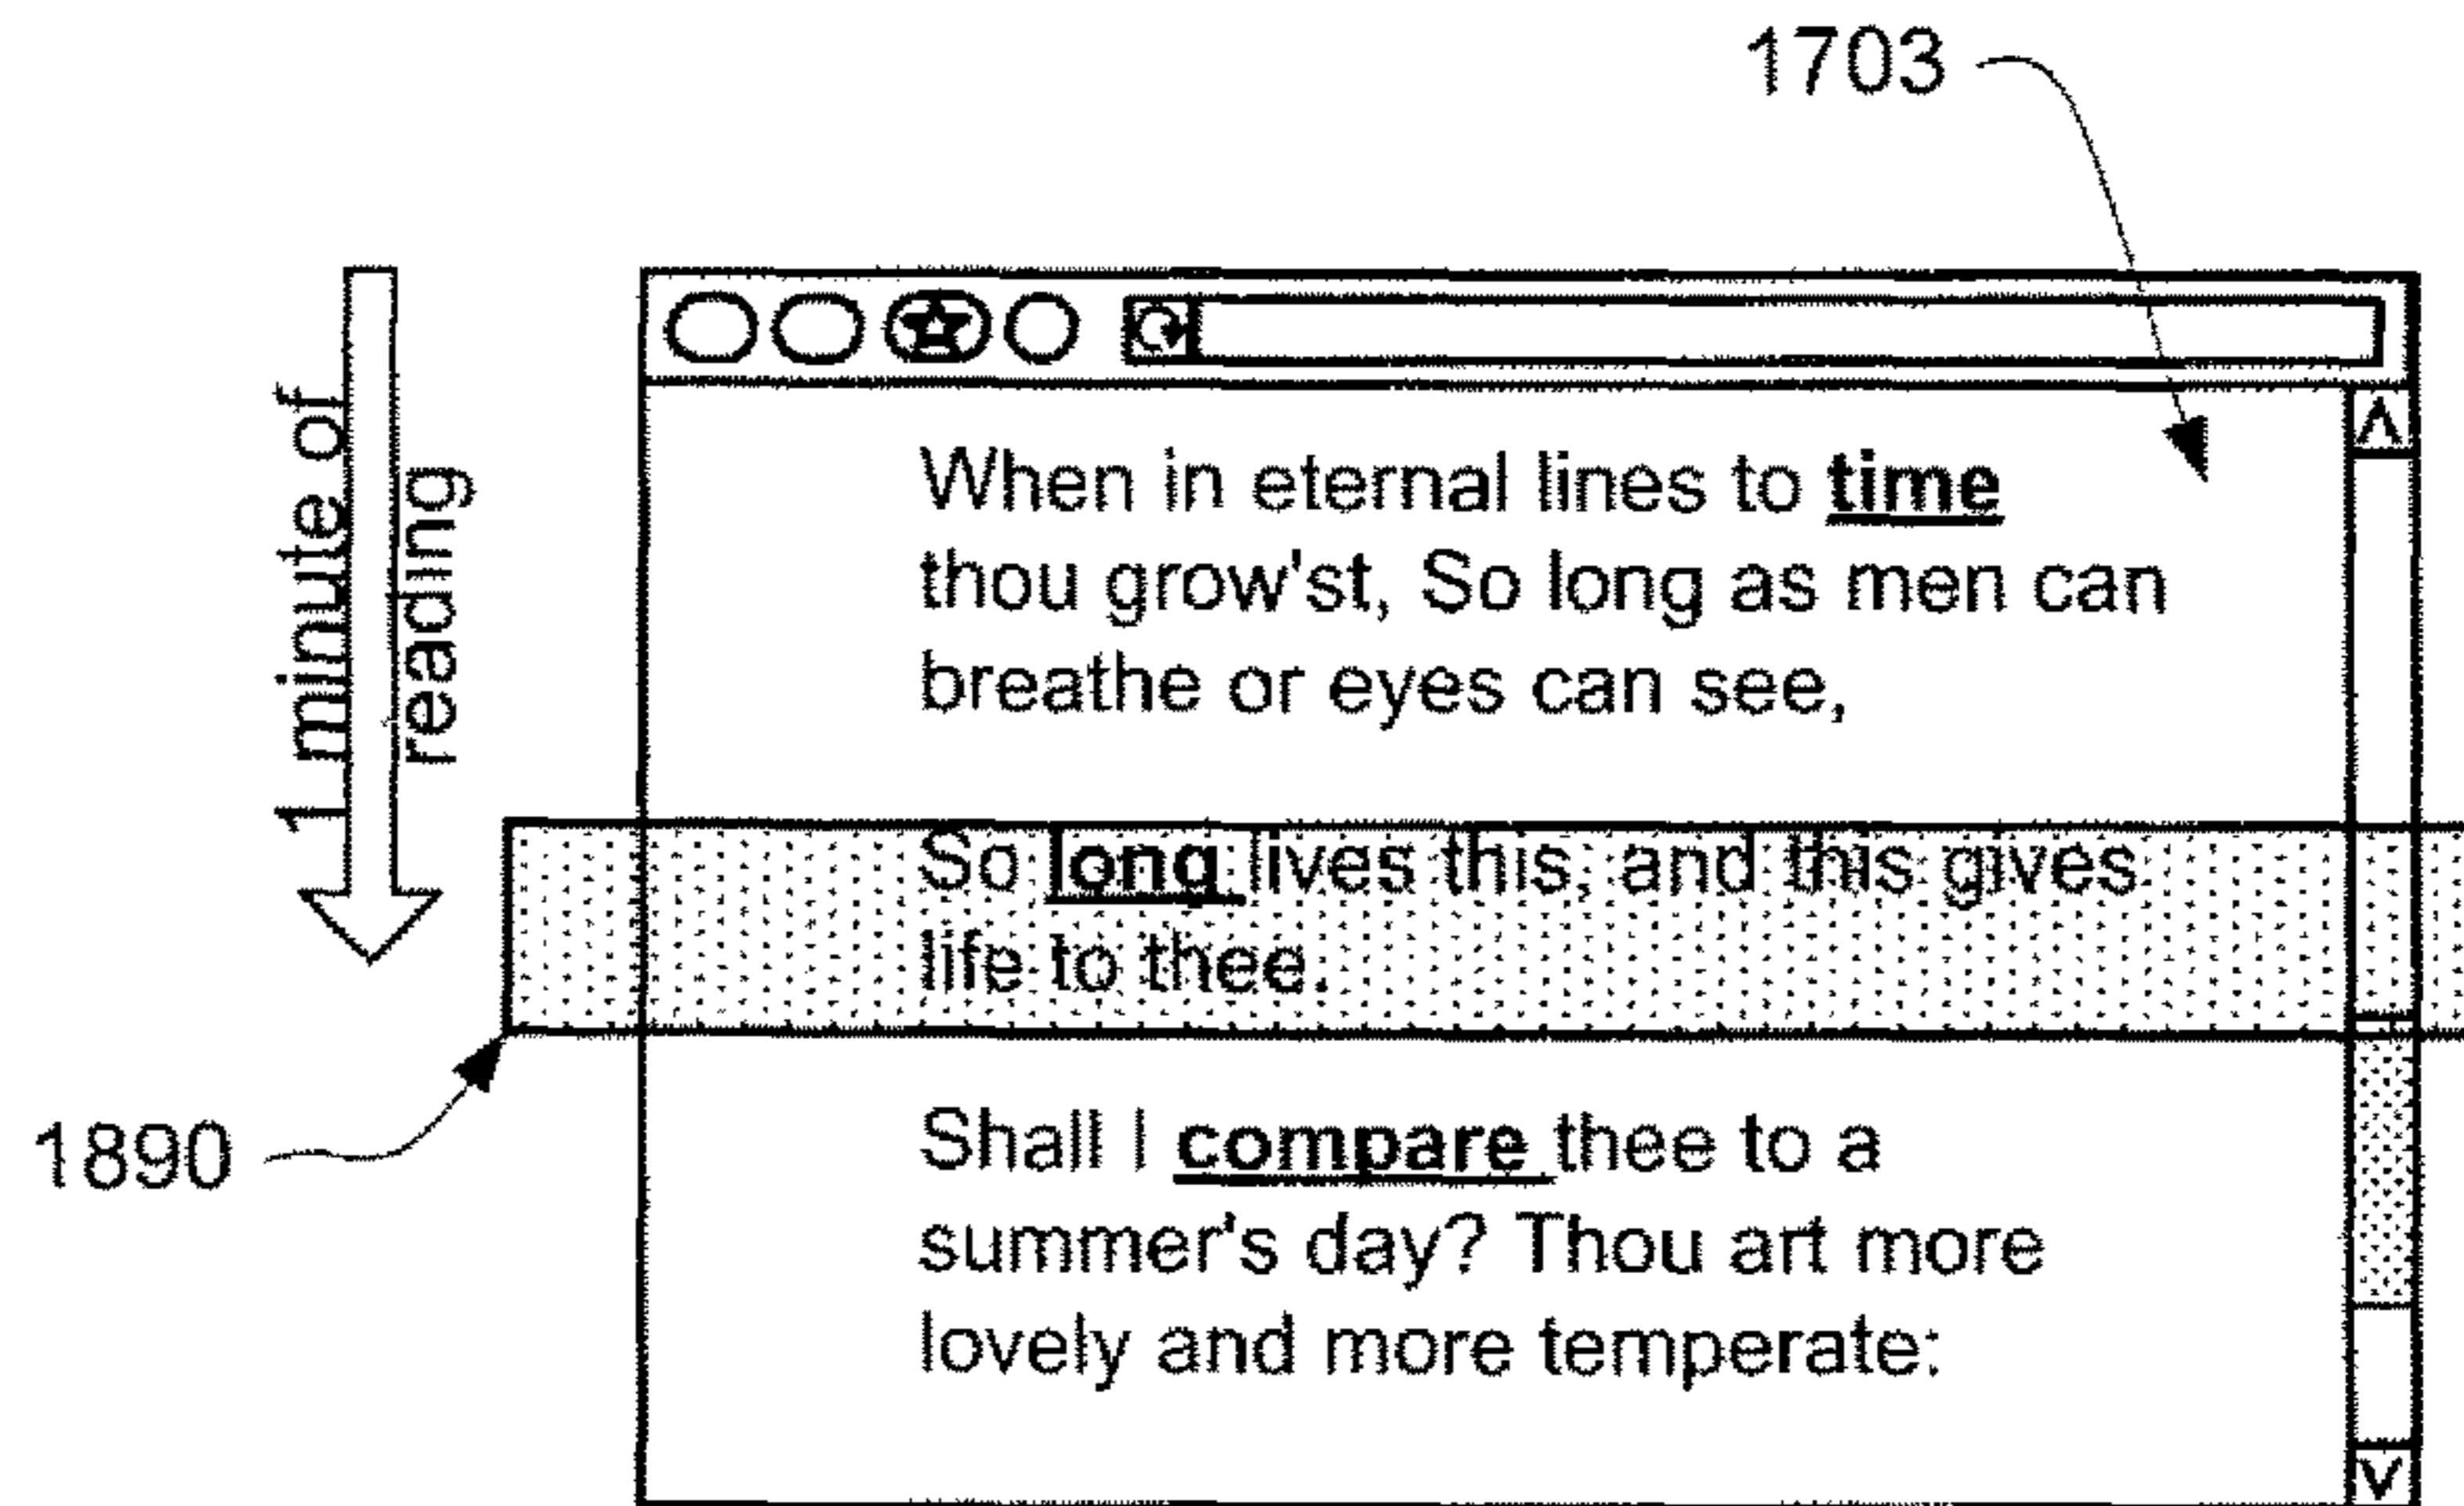 1703
1 minute of
reading
When in eternal lines to time
thou grow'st, So long as men can
breathe or eyes can see,
So long lives this, and this gives
life to thee.
1890
Shall I compare thee to a
summer's day? Thou art more
lovely and more temperate: